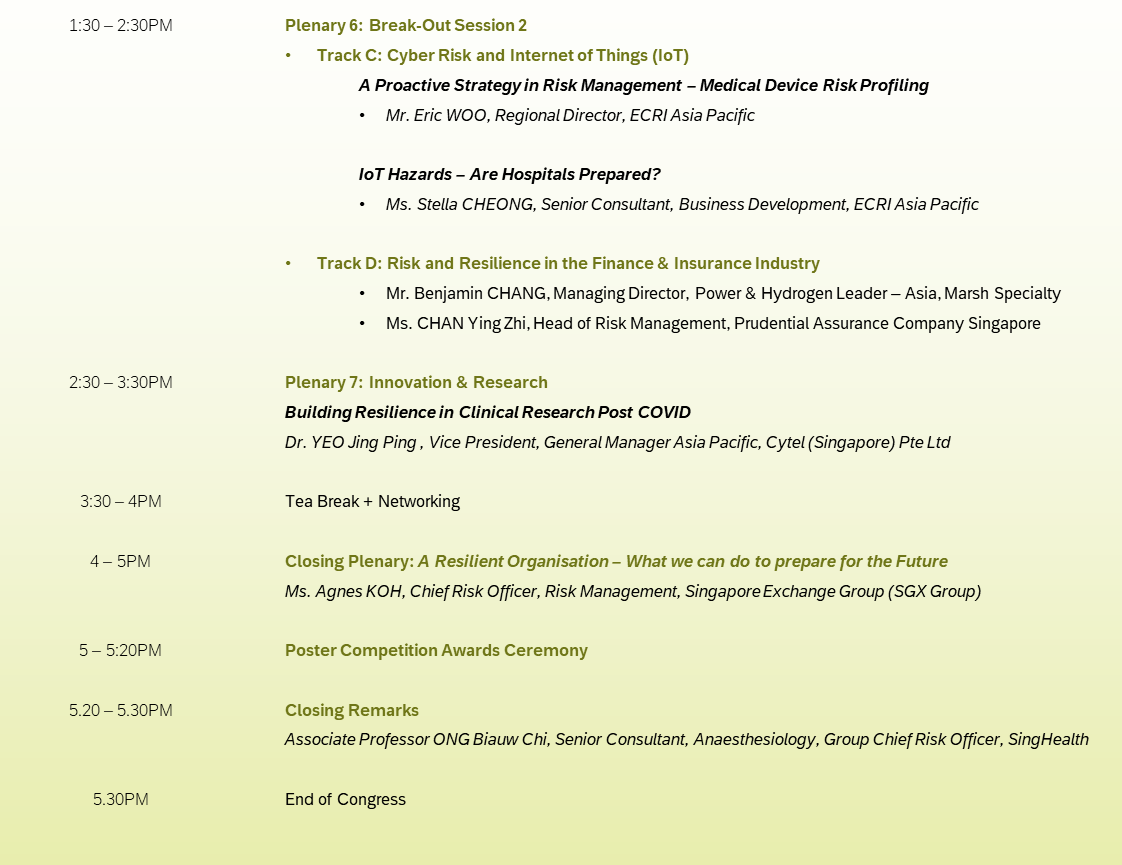 1:30 – 2:30PM Plenary 6: Break-Out Session 2
• Track C: Cyber Risk and Internet of Things (IoT)
A Proactive Strategy in Risk Management – Medical Device Risk Profiling
• Mr. Eric WOO, Regional Director, ECRI Asia Pacific
IoT Hazards – Are Hospitals Prepared?
• Ms. Stella CHEONG, Senior Consultant, Business Development, ECRI Asia Pacific
• Track D: Risk and Resilience in the Finance & Insurance Industry
• Mr. Benjamin CHANG, Managing Director, Power & Hydrogen Leader – Asia, Marsh Specialty
• Ms. CHAN Ying Zhi, Head of Risk Management, Prudential Assurance Company Singapore
2:30 – 3:30PM Plenary 7: Innovation & Research
Building Resilience in Clinical Research Post COVID
Dr. YEO Jing Ping , Vice President, General Manager Asia Pacific, Cytel (Singapore) Pte Ltd
3:30 – 4PM Tea Break + Networking
4 – 5PM Closing Plenary: A Resilient Organisation – What we can do to prepare for the Future
Ms. Agnes KOH, Chief Risk Officer, Risk Management, Singapore Exchange Group (SGX Group)
5 – 5:20PM Poster Competition Awards Ceremony
5.20 – 5.30PM Closing Remarks
Associate Professor ONG Biauw Chi, Senior Consultant, Anaesthesiology, Group Chief Risk Officer, SingHealth
5.30PM End of Congress